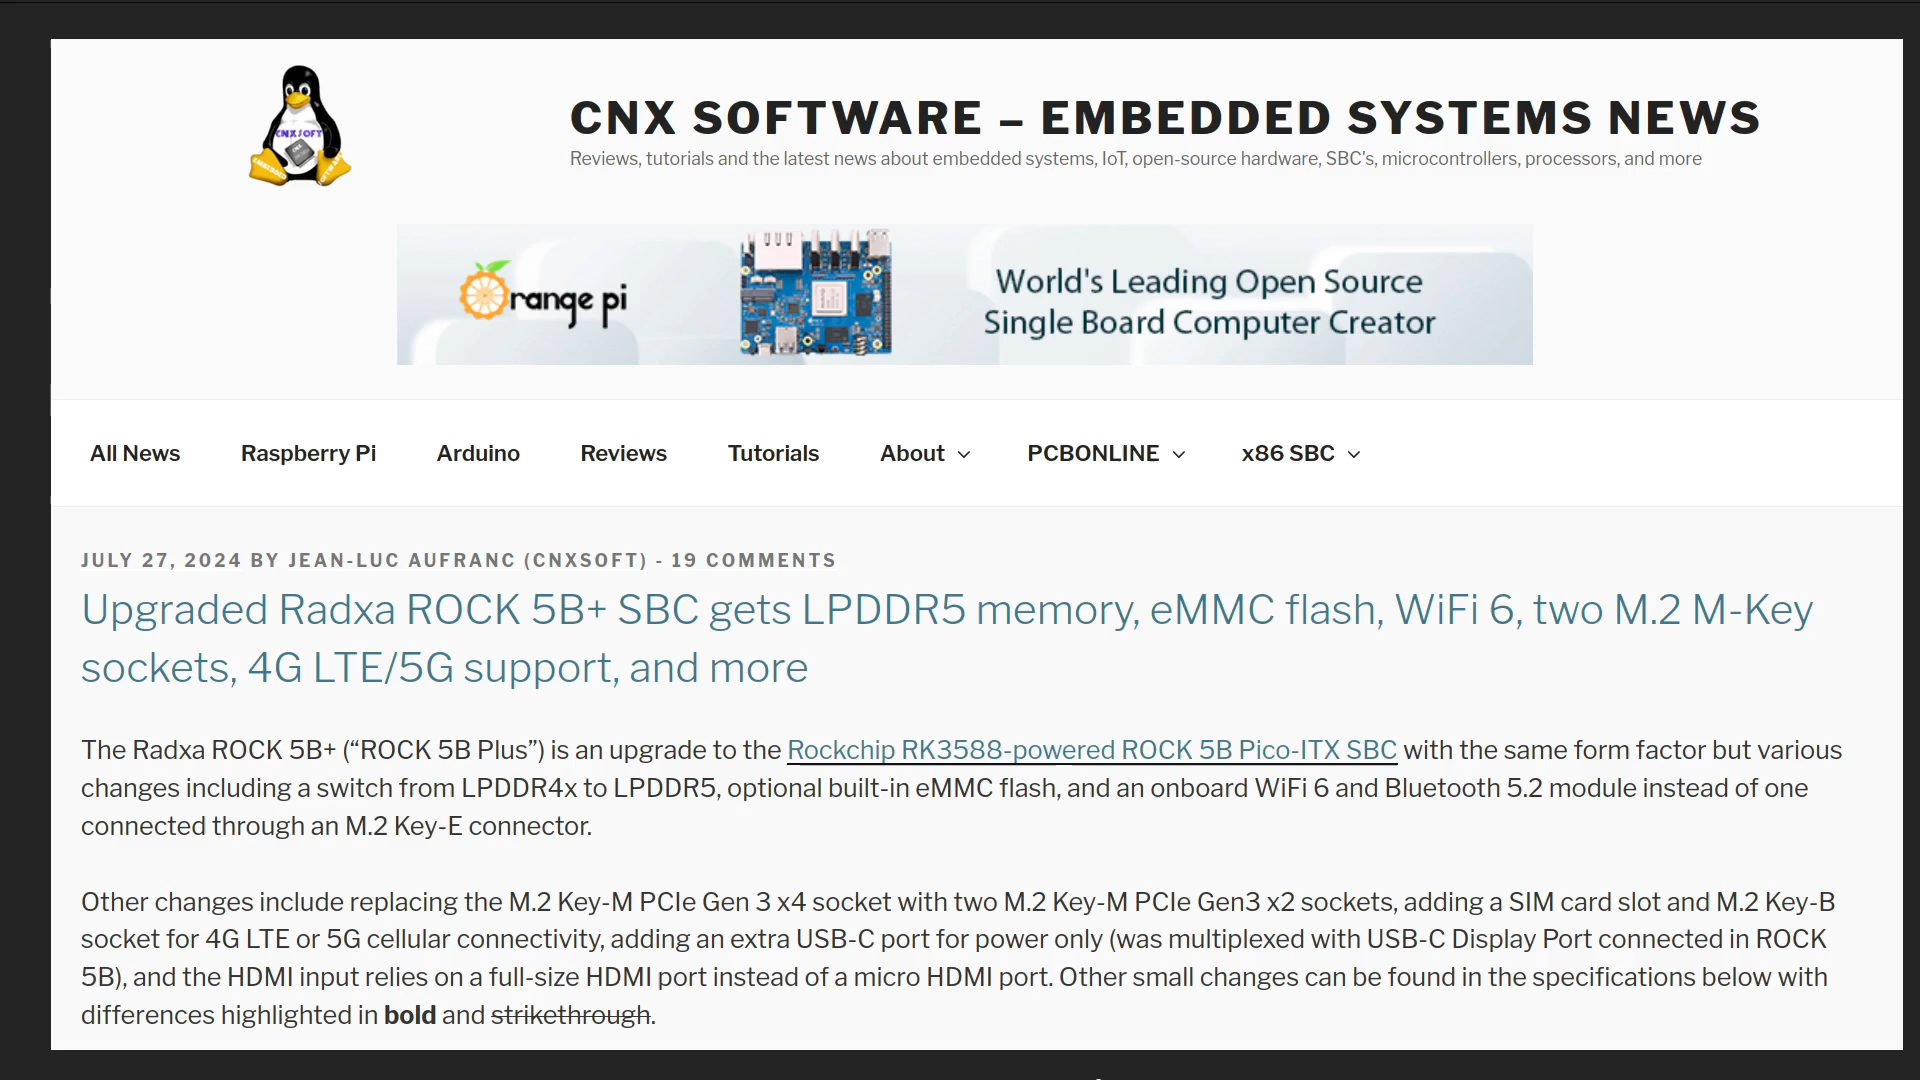 CNXSOFT
EMBEDDED
CNX SOFTWARE – EMBEDDED SYSTEMS NEWS
Reviews, tutorials and the latest news about embedded systems, IoT, open-source hardware, SBC's, microcontrollers, processors, and more
range pi
World's Leading Open Source
Single Board Computer Creator
All News Raspberry Pi Arduino Reviews Tutorials About PCBONLINE x86 SBC
JULY 27, 2024 BY JEAN-LUC AUFRANC (CNXSOFT) - 19 COMMENTS
Upgraded Radxa ROCK 5B+ SBC gets LPDDR5 memory, eMMC flash, WiFi 6, two M.2 M-Key
sockets, 4G LTE/5G support, and more
The Radxa ROCK 5B+ (“ROCK 5B Plus”) is an upgrade to the Rockchip RK3588-powered ROCK 5B Pico-ITX SBC with the same form factor but various
changes including a switch from LPDDR4x to LPDDR5, optional built-in eMMC flash, and an onboard WiFi 6 and Bluetooth 5.2 module instead of one
connected through an M.2 Key-E connector.
Other changes include replacing the M.2 Key-M PCIe Gen 3 x4 socket with two M.2 Key-M PCIe Gen3 x2 sockets, adding a SIM card slot and M.2 Key-B
socket for 4G LTE or 5G cellular connectivity, adding an extra USB-C port for power only (was multiplexed with USB-C Display Port connected in ROCK
5B), and the HDMI input relies on a full-size HDMI port instead of a micro HDMI port. Other small changes can be found in the specifications below with
differences highlighted in bold and strikethrough.